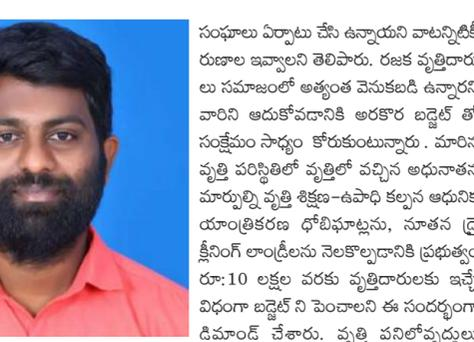 సంఘాలు ఏర్పాటు చేసి ఉన్నాయని వాటన్నిటికీ
రుణాల ఇవ్వాలని తెలిపారు. రజక వృత్తిదారు
లు సమాజంలో అత్యంత వెనుకబడి ఉన్నారని
వారిని ఆదుకోవడానికి అరకొర బడ్జెట్ తో
సంక్షేమం సాధ్యం కోరుకుంటున్నారు . మారిన
వృత్తి పరిస్థితిలో వృత్తిలో వచ్చిన అధునాతన
మార్పుల్ని వృత్తి శిక్షణ-ఉపాధి కల్పన ఆధునిక
యాంత్రికరణ ధోబిఘాట్లను, నూతన డ్రై
క్లీనింగ్ లాండ్రీలను నెలకొల్పడానికి ప్రభుత్వం
రూ:10 లక్షల వరకు వృత్తిదారులకు ఇచ్చే
విధంగా బడ్జెట్ ని పెంచాలని ఈ సందర్భంగా
డిమాండ్ చేశారు. వృత్తి పనిలోవృద్ధులు